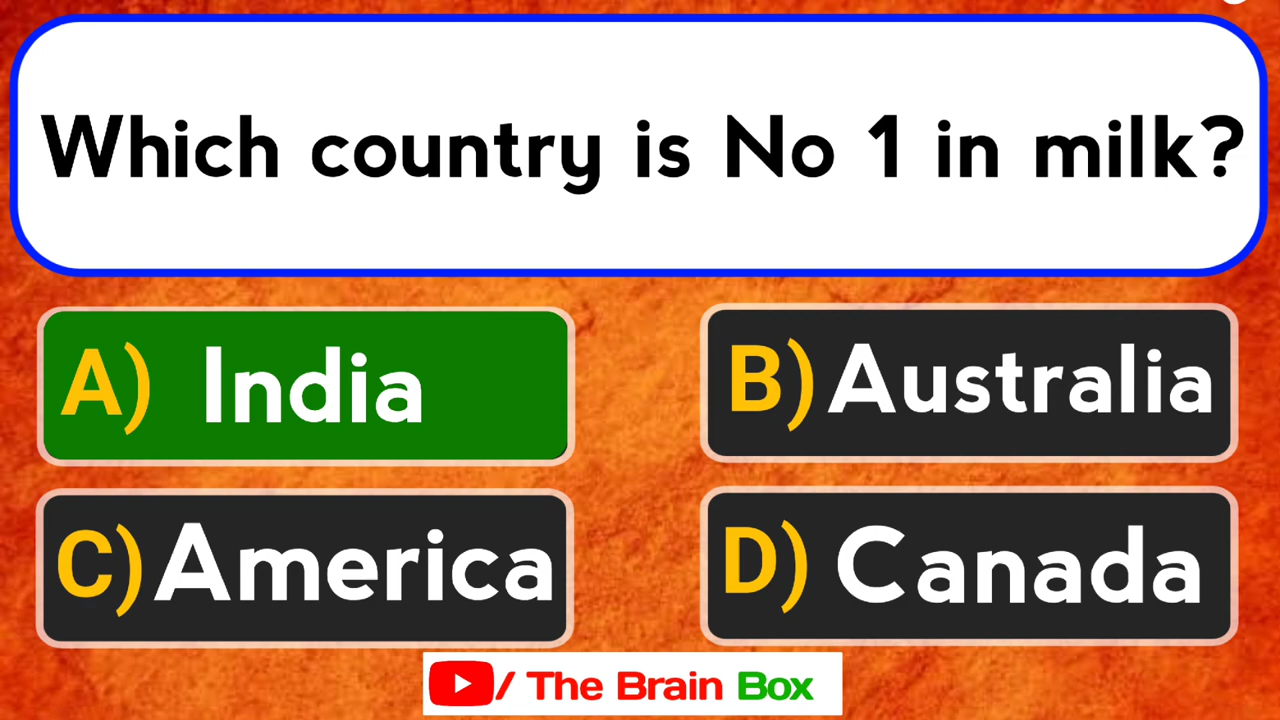 Which country is No 1 in milk?
A) India
B) Australia
C) America
D) Canada
/ The Brain Box